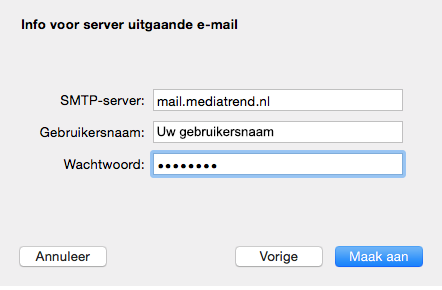 Info voor server uitgaande e-mail
SMTP-server: mail.mediatrend.nl
Gebruikersnaam: Uw gebruikersnaam
Wachtwoord: ••••••••
Annuleer Vorige Maak aan